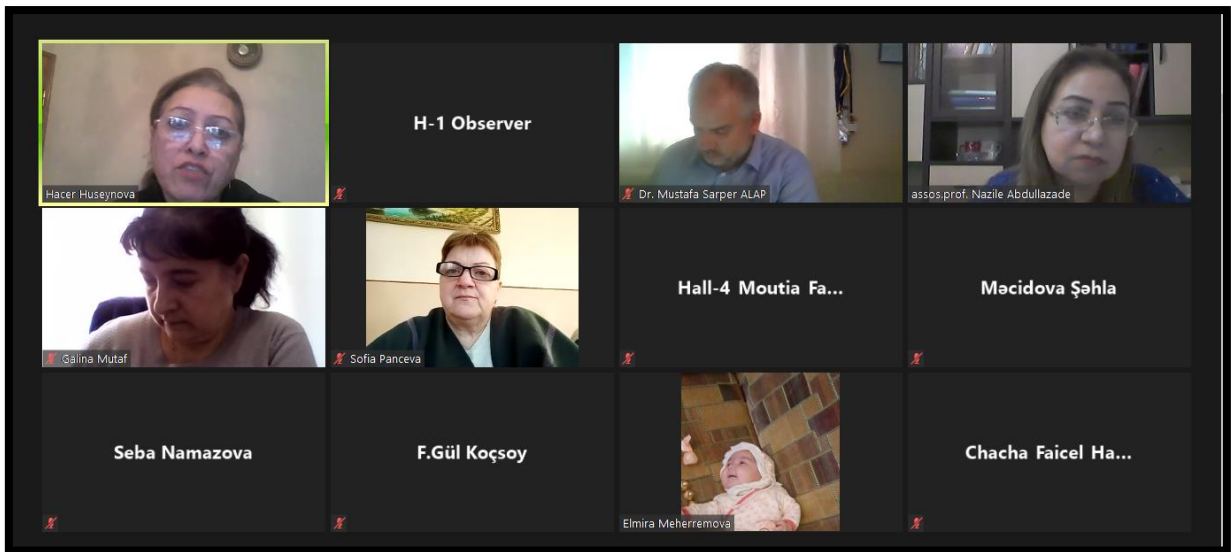 Hacer Huseynova
H-1 Observer
Dr. Mustafa Sarper ALAP
assos.prof. Nazile Abdullazade
Galina Mutaf
Sofia Panceva
Hall-4 Moutia Fa...
Məcidova Şəhla
Seba Namazova
F.Gül Koçsoy
Elmira Meherremova
Chacha Faicel Ha...